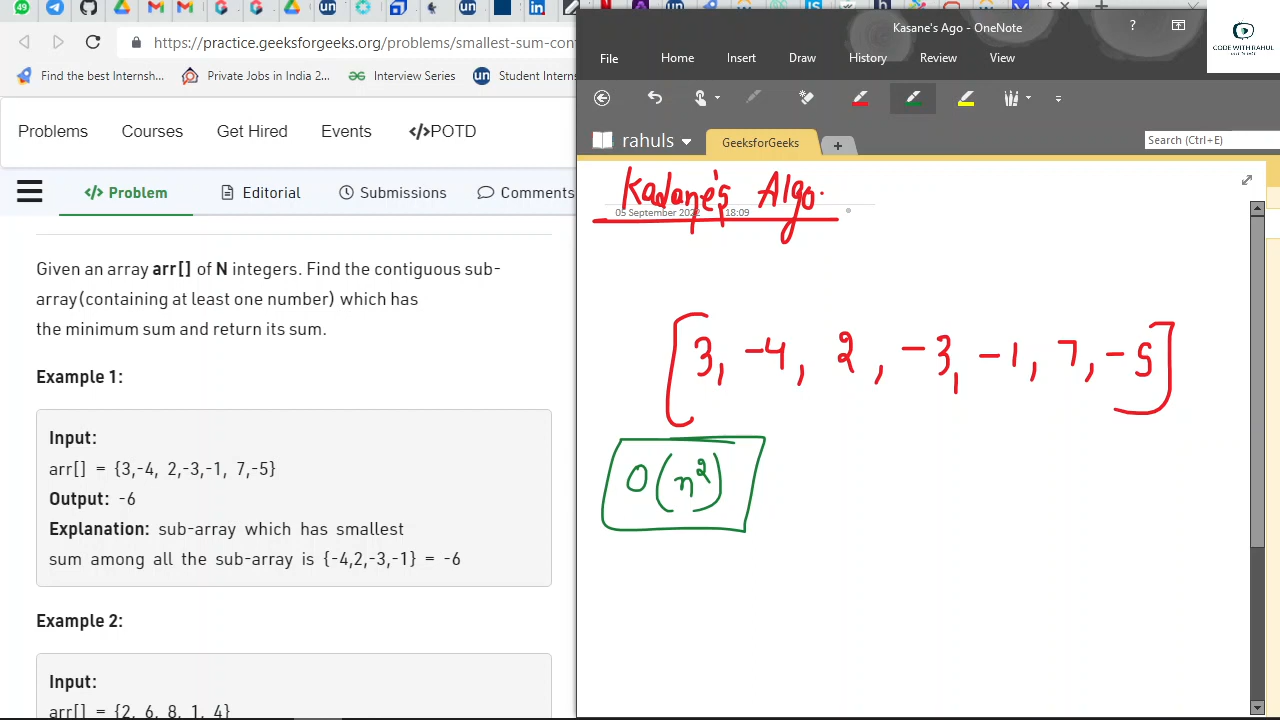 https://practice.geeksforgeeks.org/problems/smallest-sum-con
Find the best Internsh...
Private Jobs in India 2...
Interview Series
Student Intern
Problems
Courses
Get Hired
Events
</>POTD
</> Problem
Editorial
Submissions
Comments
Given an array arr[] of N integers. Find the contiguous sub-
array(containing at least one number) which has
the minimum sum and return its sum.
Example 1:
Input:
arr[] = {3,-4, 2,-3,-1, 7,-5}
Output: -6
Explanation: sub-array which has smallest
sum among all the sub-array is {-4,2,-3,-1} = -6
Example 2:
Input:
arr[] = {2, 6, 8, 1, 4}
Kasane's Ago - OneNote
?
CODE WITH RAHUL
File
Home
Insert
Draw
History
Review
View
rahuls
GeeksforGeeks
+
Search (Ctrl+E)
Kadane's Algo.
05 September 2022
18:09
[3, -4, 2, -3, -1, 7, -5]
O(n²)